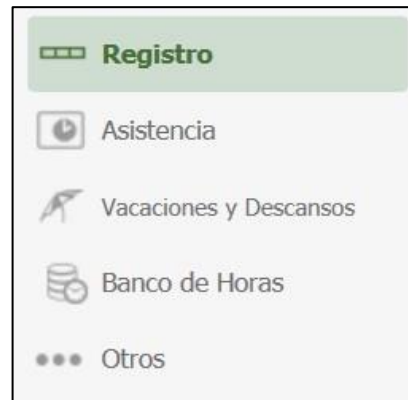 Registro
Asistencia
Vacaciones y Descansos
Banco de Horas
Otros